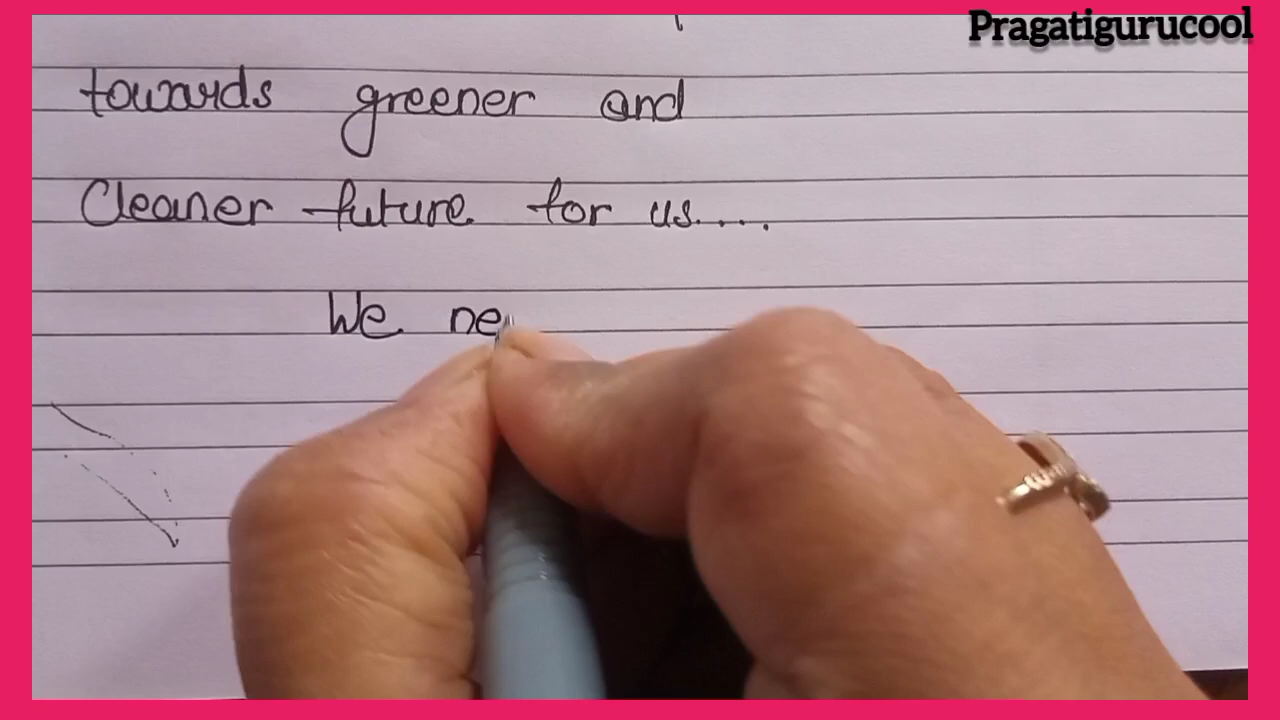 Pragatigurucool
towards greener and
Cleaner future for us....
We ne